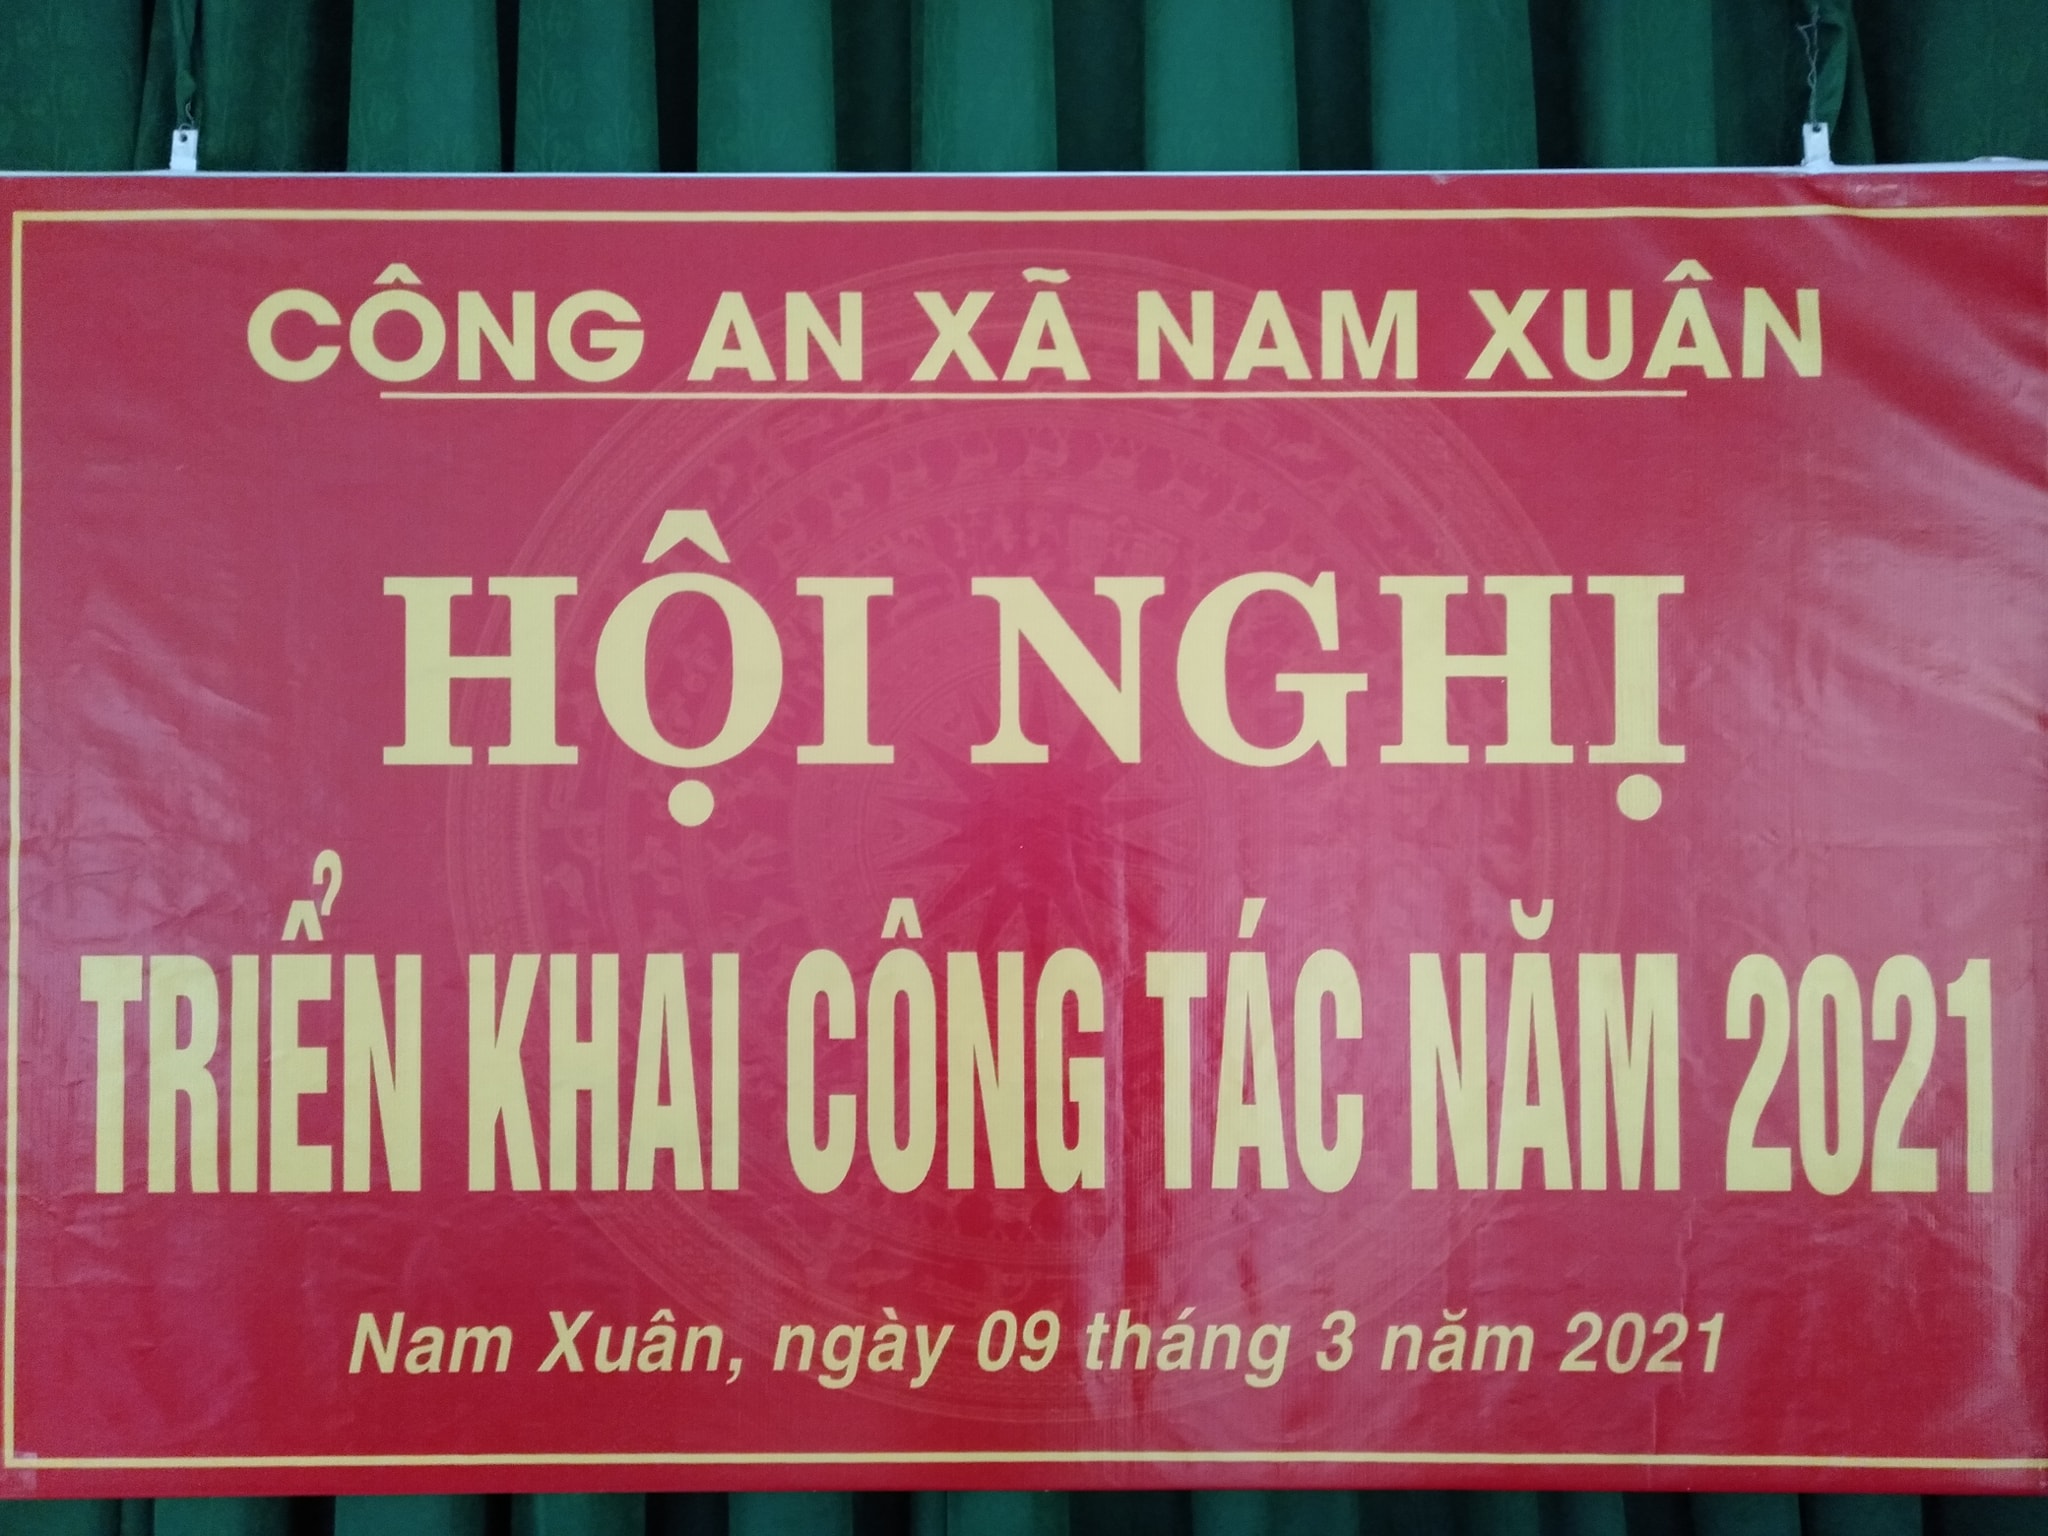 CÔNG AN XÃ NAM XUÂN
HỘI NGHỊ
TRIỂN KHAI CÔNG TÁC NĂM 2021
Nam Xuân, ngày 09 tháng 3 năm 2021